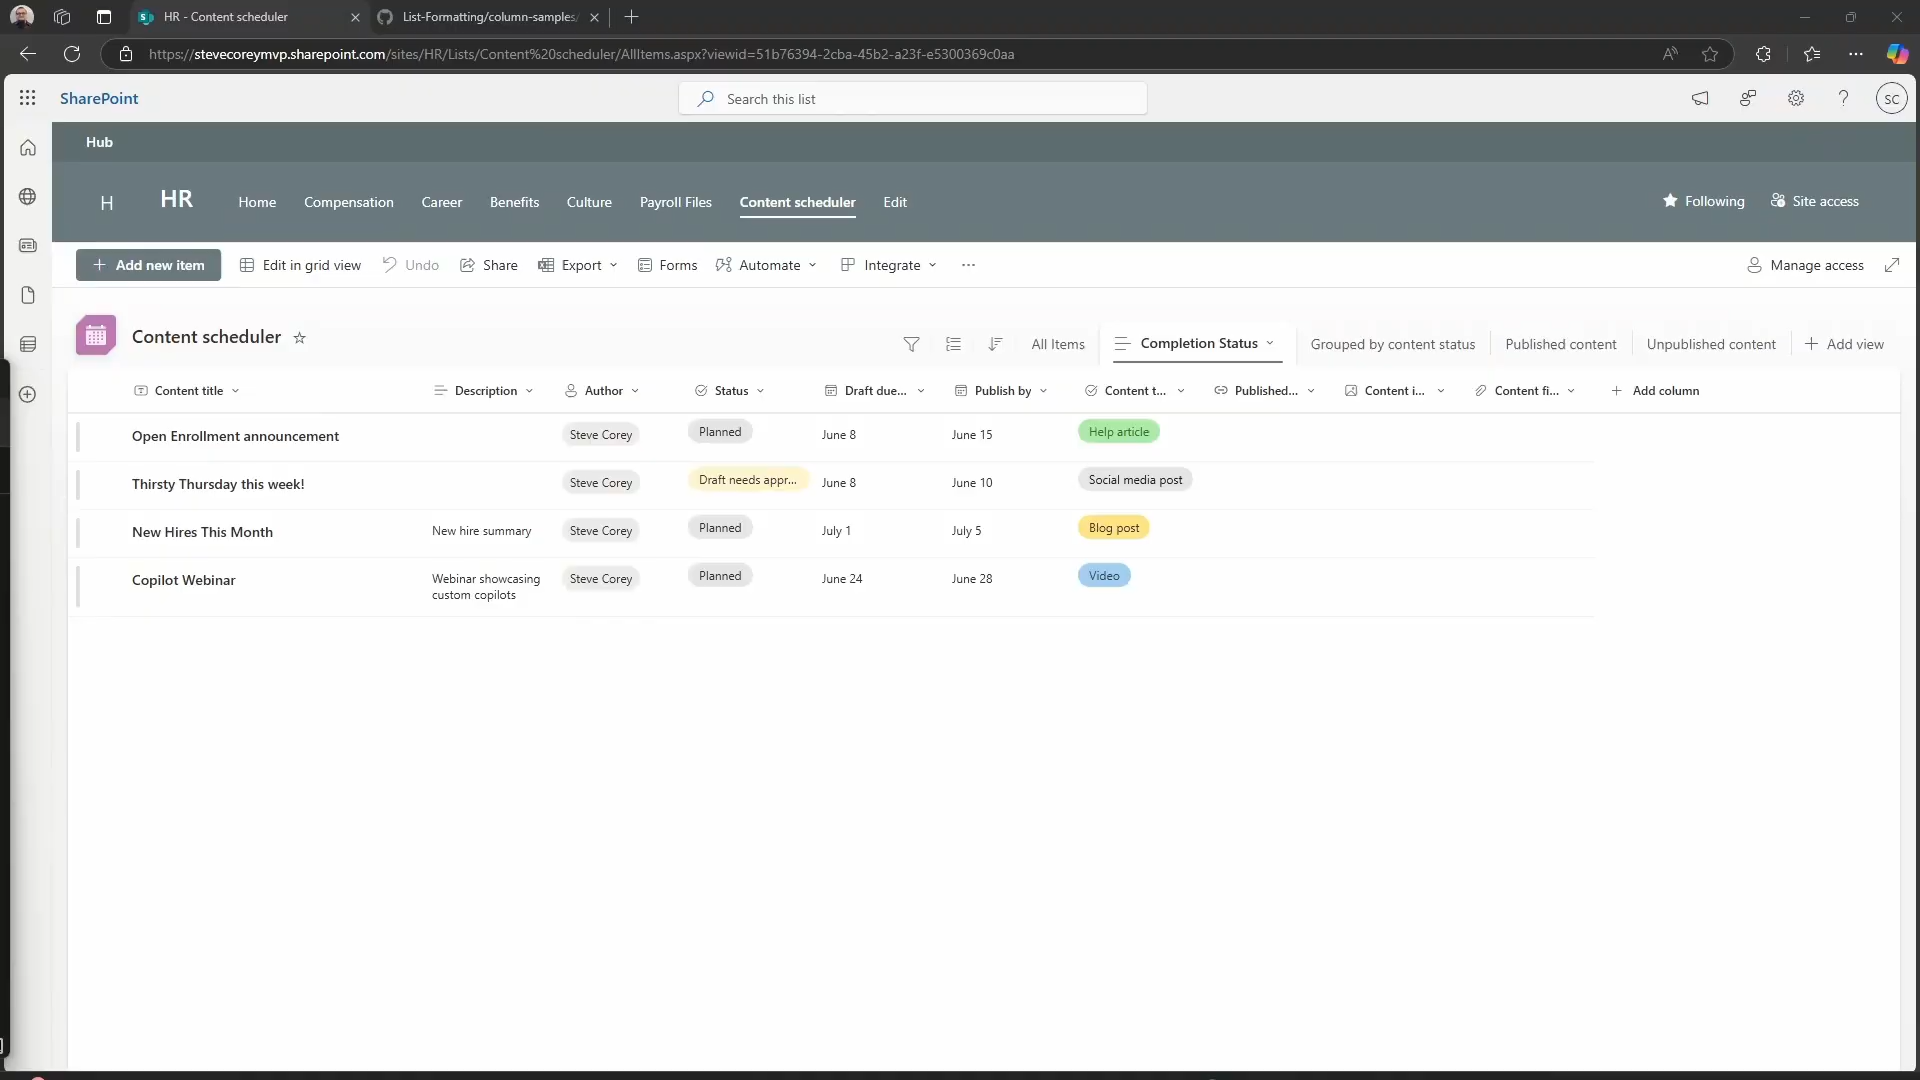 HR - Content scheduler
List-Formatting/column-samples/
https://stevecoreymvp.sharepoint.com/sites/HR/Lists/Content%20scheduler/AllItems.aspx?viewid=51b76394-2cba-45b2-a23f-e5300369c0aa
SharePoint
Search this list
SC
Hub
H
HR
Home
Compensation
Career
Benefits
Culture
Payroll Files
Content scheduler
Edit
Following
Site access
Add new item
Edit in grid view
Undo
Share
Export
Forms
Automate
Integrate
Manage access
Content scheduler
All Items
Completion Status
Grouped by content status
Published content
Unpublished content
Add view
Content title
Description
Author
Status
Draft due...
Publish by
Content t...
Published...
Content i...
Content fi...
Add column
Open Enrollment announcement
Steve Corey
Planned
June 8
June 15
Help article
Thirsty Thursday this week!
Steve Corey
Draft needs appr...
June 8
June 10
Social media post
New Hires This Month
New hire summary
Steve Corey
Planned
July 1
July 5
Blog post
Copilot Webinar
Webinar showcasing
custom copilots
Steve Corey
Planned
June 24
June 28
Video